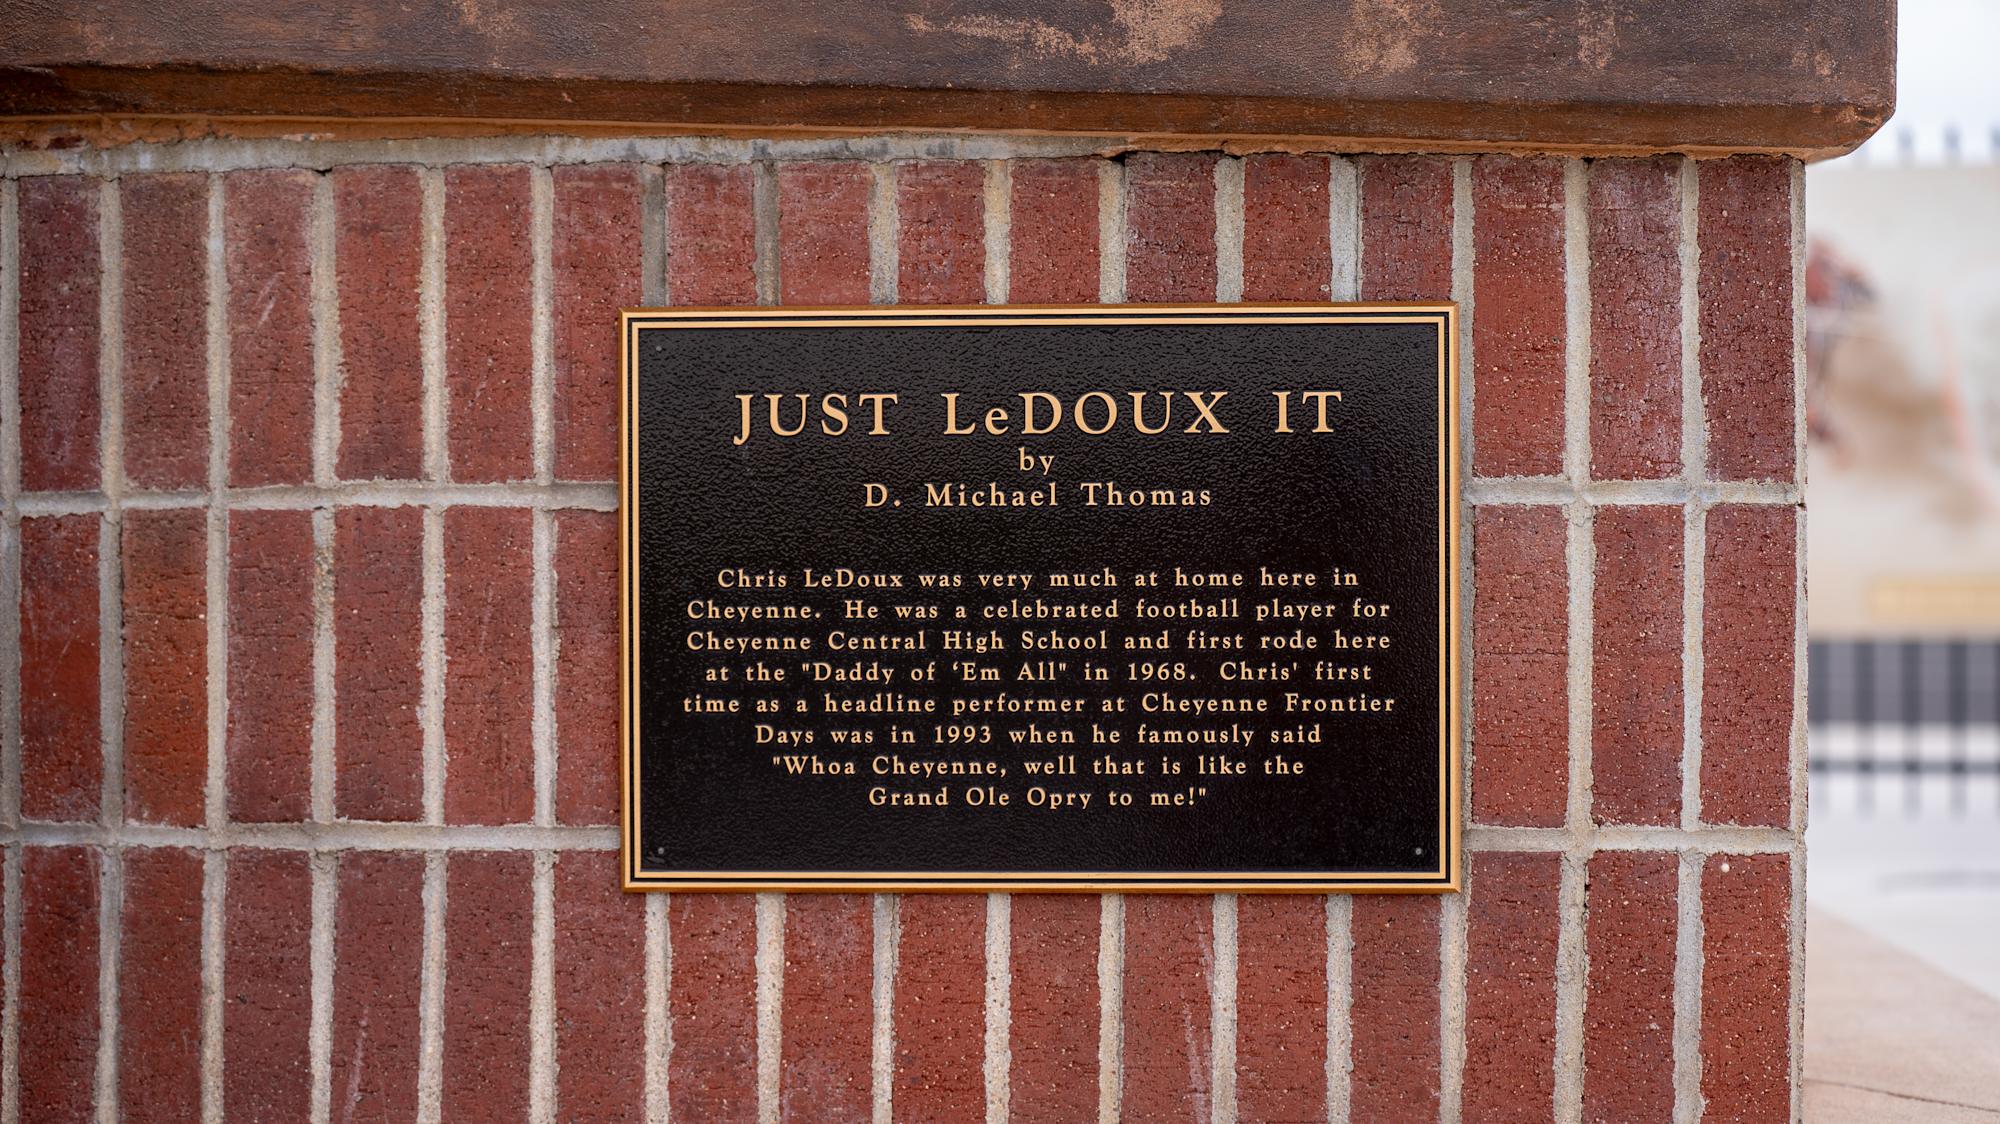 JUST LeDOUX IT
by
D. Michael Thomas
Chris LeDoux was very much at home here in
Cheyenne. He was a celebrated football player for
Cheyenne Central High School and first rode here
at the "Daddy of ‘Em All" in 1968. Chris' first
time as a headline performer at Cheyenne Frontier
Days was in 1993 when he famously said
"Whoa Cheyenne, well that is like the
Grand Ole Opry to me!"